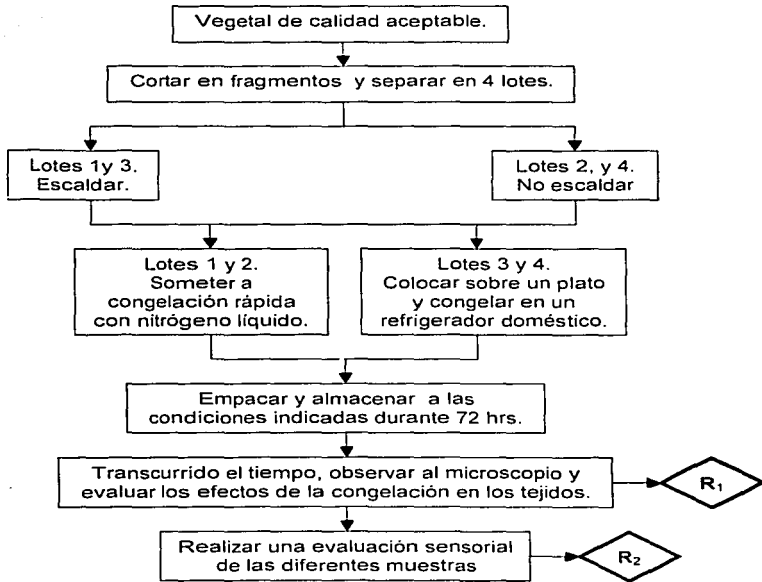 Vegetal de calidad aceptable.
Cortar en fragmentos y separar en 4 lotes.
Lotes 1y 3.
Escaldar.
Lotes 2, y 4.
No escaldar
Lotes 1 y 2.
Someter a
congelación rápida
con nitrógeno líquido.
Lotes 3 y 4.
Colocar sobre un plato
y congelar en un
refrigerador doméstico.
Empacar y almacenar a las
condiciones indicadas durante 72 hrs.
Transcurrido el tiempo, observar al microscopio y
evaluar los efectos de la congelación en los tejidos.
R₁
Realizar una evaluación sensorial
de las diferentes muestras
R₂